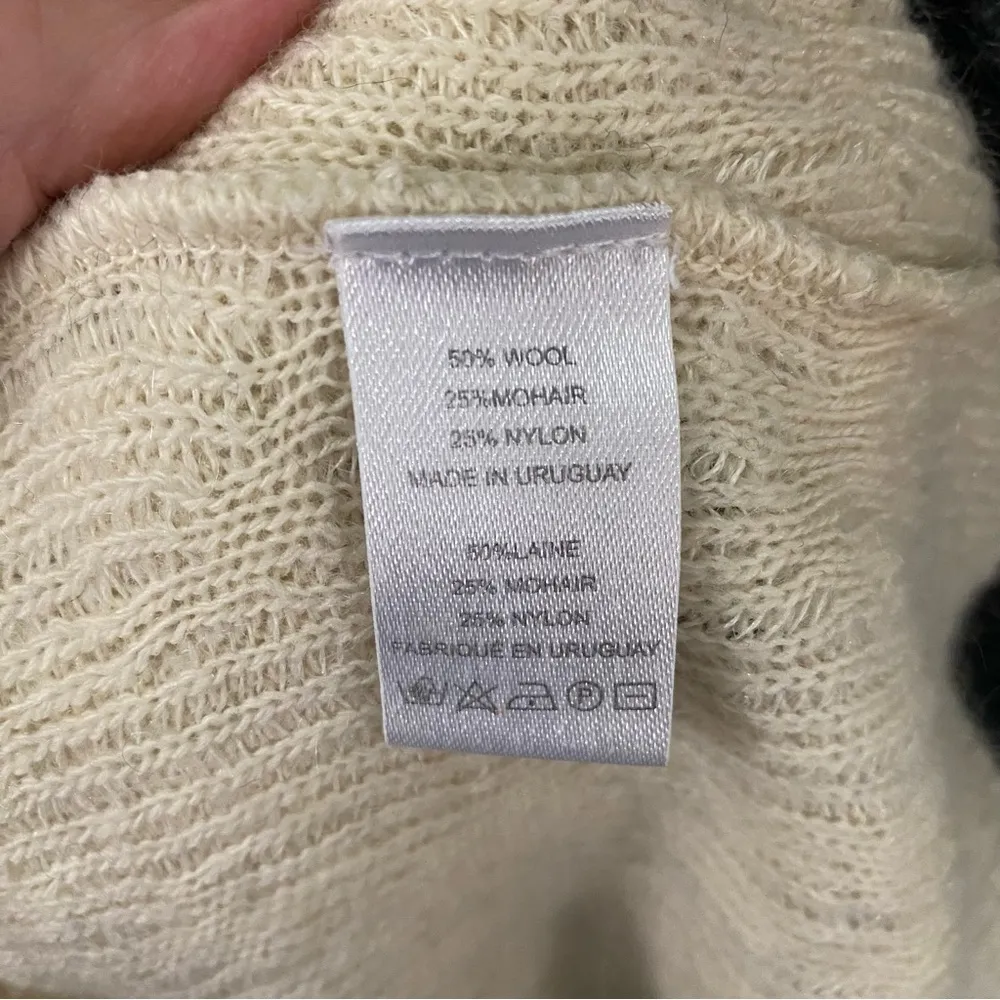 50% WOOL
25%MOHAIR
25% NYLON
MADE IN URUGUAY
50%LAINE
25% MOHAIR
25% NYLON
FABRIQUE EN URUGUAY
P